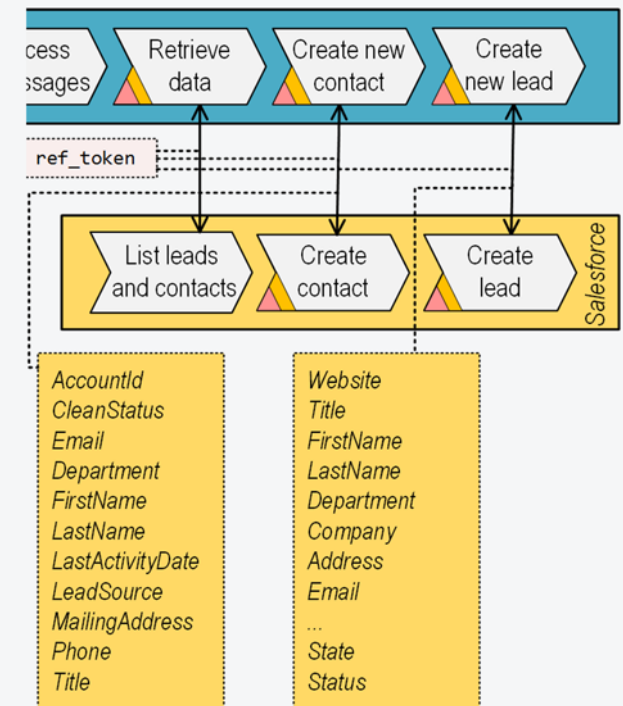 cess
ssages
Retrieve
data
Create new
contact
Create
new lead
ref_token
List leads
and contacts
Create
contact
Create
lead
Salesforce
AccountId
CleanStatus
Email
Department
FirstName
LastName
LastActivityDate
LeadSource
MailingAddress
Phone
Title
Website
Title
FirstName
LastName
Department
Company
Address
Email
...
State
Status